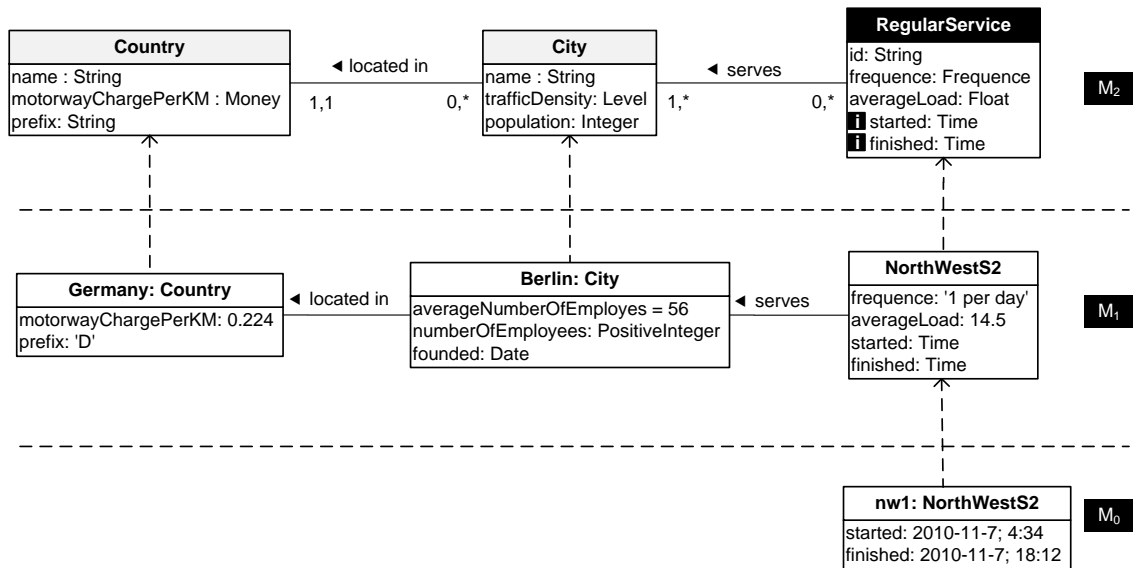 Country
name : String
motorwayChargePerKM : Money
prefix: String
◄ located in
1,1
0,*
City
name : String
trafficDensity: Level
population: Integer
◄ serves
1,*
0,*
RegularService
id: String
frequence: Frequence
averageLoad: Float
i started: Time
i finished: Time
M2
Germany: Country
motorwayChargePerKM: 0.224
prefix: 'D'
◄ located in
Berlin: City
averageNumberOfEmployes = 56
numberOfEmployees: PositiveInteger
founded: Date
◄ serves
NorthWestS2
frequence: '1 per day'
averageLoad: 14.5
started: Time
finished: Time
M1
nw1: NorthWestS2
started: 2010-11-7; 4:34
finished: 2010-11-7; 18:12
M0